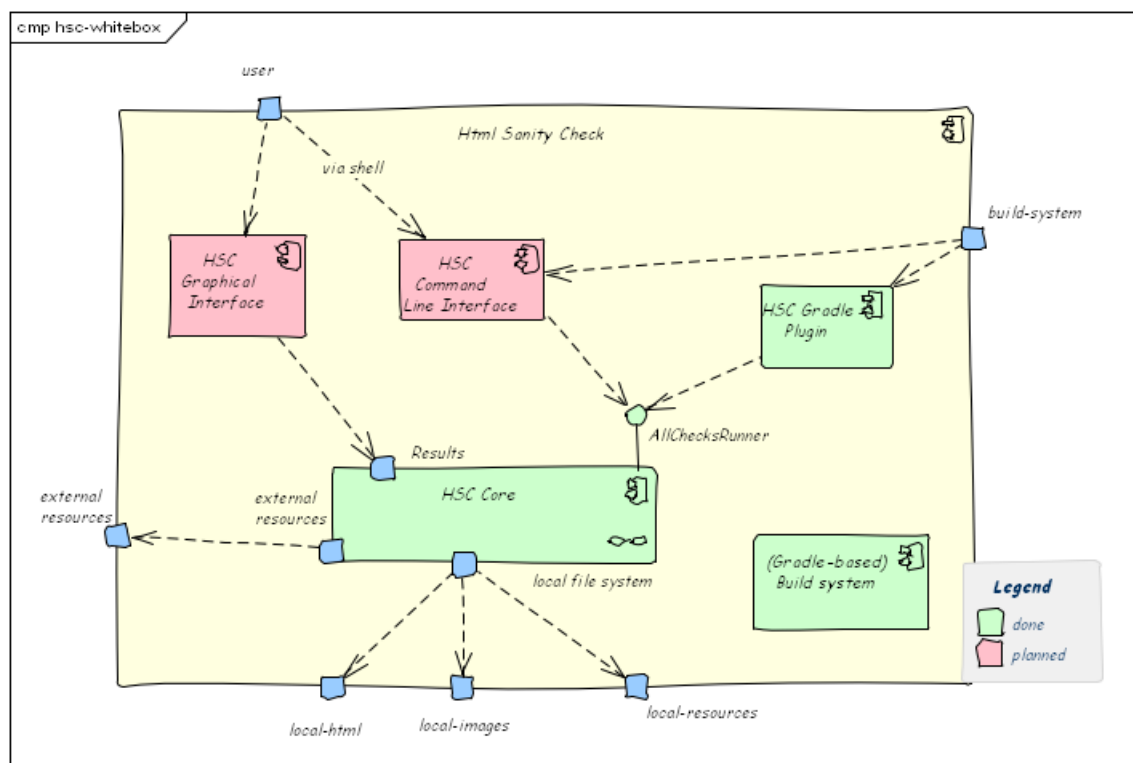 cmp hsc-whitebox
user
Html Sanity Check
via shell
build-system
HSC
Graphical
Interface
HSC
Command
Line Interface
HSC Gradle
Plugin
AllChecksRunner
Results
HSC Core
external
resources
external
resources
local file system
(Gradle-based)
Build system
Legend
done
planned
local-html
local-images
local-resources